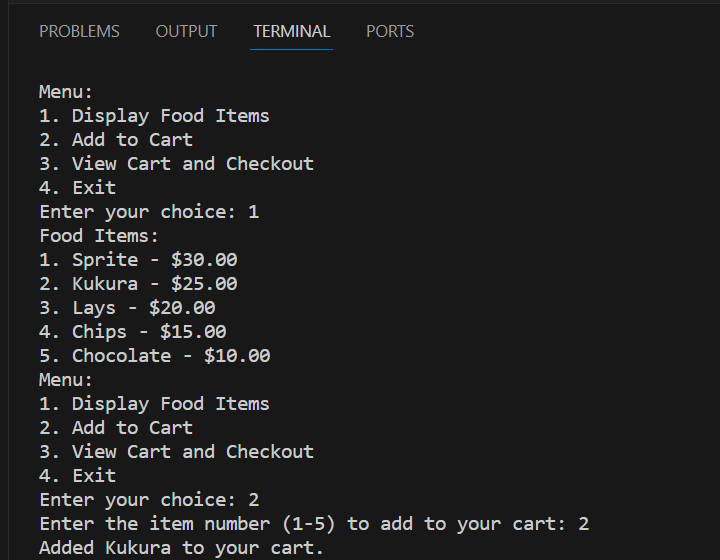 PROBLEMS OUTPUT TERMINAL PORTS
Menu:
1. Display Food Items
2. Add to Cart
3. View Cart and Checkout
4. Exit
Enter your choice: 1
Food Items:
1. Sprite - $30.00
2. Kukura - $25.00
3. Lays - $20.00
4. Chips - $15.00
5. Chocolate - $10.00
Menu:
1. Display Food Items
2. Add to Cart
3. View Cart and Checkout
4. Exit
Enter your choice: 2
Enter the item number (1-5) to add to your cart: 2
Added Kukura to your cart.